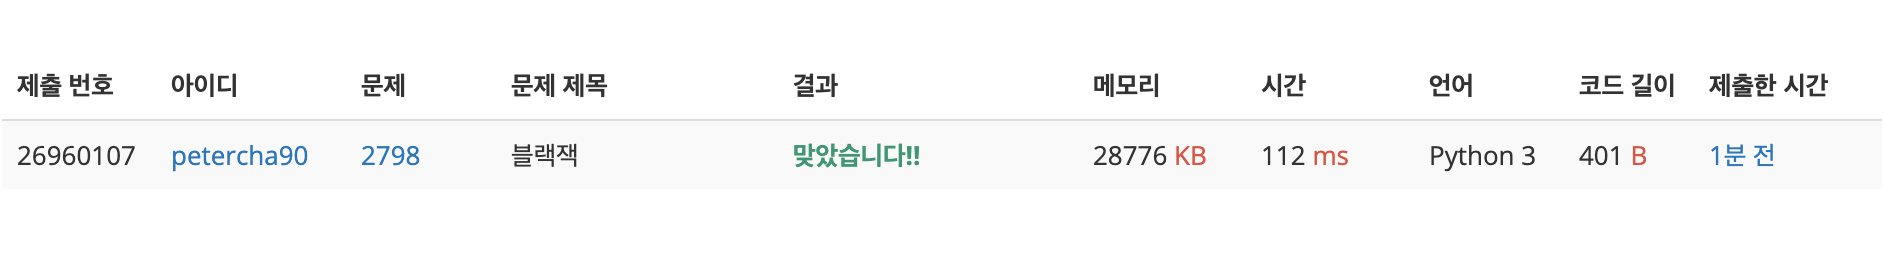 제출 번호 아이디 문제 문제 제목 결과 메모리 시간 언어 코드 길이 제출한 시간
26960107 petercha90 2798 블랙잭 맞았습니다!! 28776 KB 112 ms Python 3 401 B 1분 전